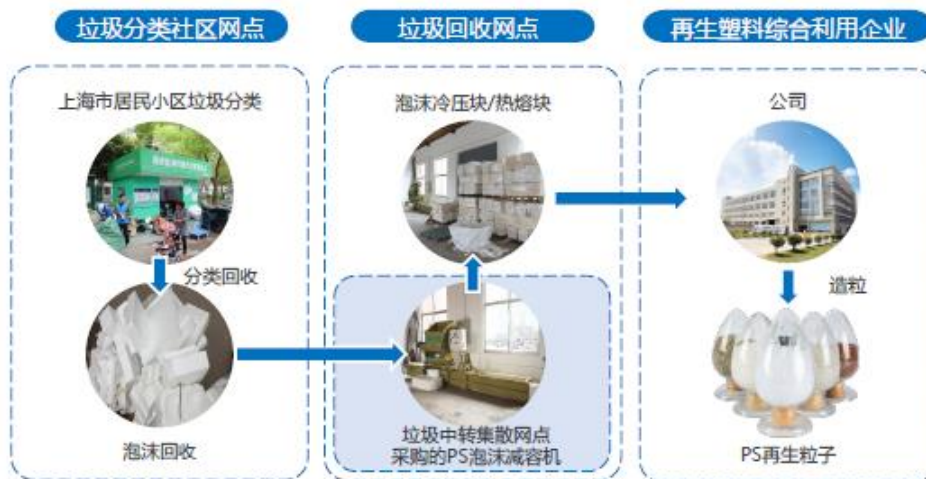 垃圾分类社区网点
垃圾回收网点
再生塑料综合利用企业
上海市居民小区垃圾分类
泡沫冷压块/热熔块
公司
分类回收
造粒
泡沫回收
垃圾中转集散网点
采购的PS泡沫减容机
PS再生粒子